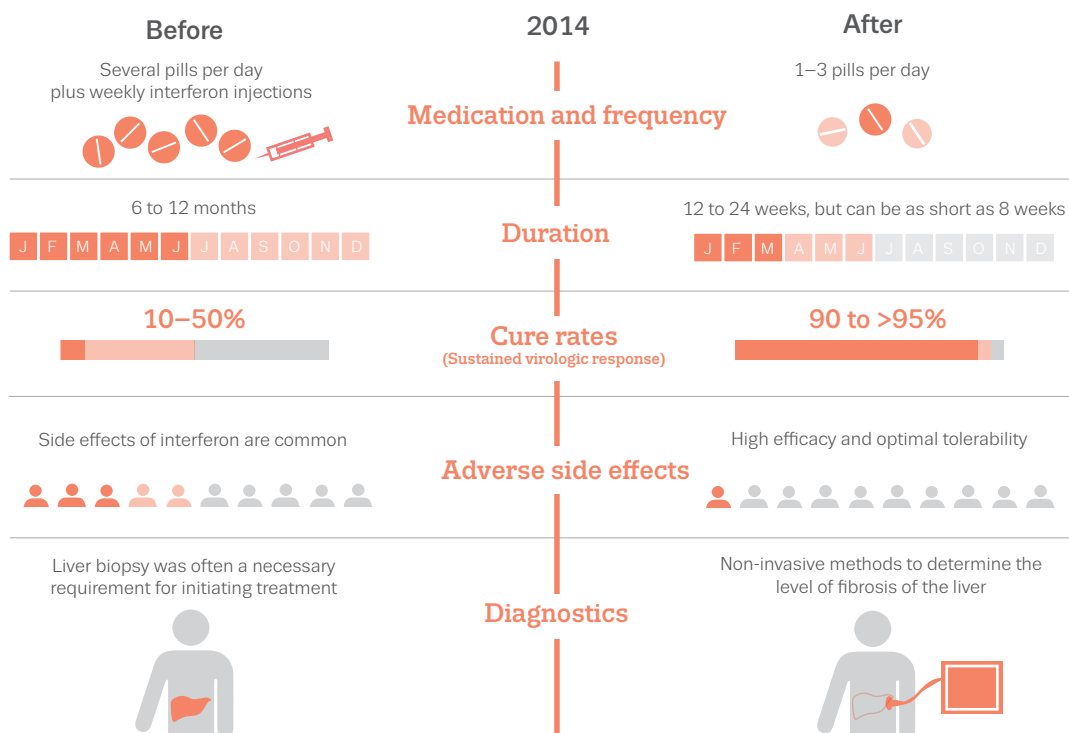 Before
2014
After
Several pills per day
plus weekly interferon injections
Medication and frequency
1–3 pills per day
6 to 12 months
J F M A M J J A S O N D
Duration
12 to 24 weeks, but can be as short as 8 weeks
J F M A M J J A S O N D
10–50%
Cure rates
(Sustained virologic response)
90 to >95%
Side effects of interferon are common
Adverse side effects
High efficacy and optimal tolerability
Liver biopsy was often a necessary
requirement for initiating treatment
Diagnostics
Non-invasive methods to determine the
level of fibrosis of the liver